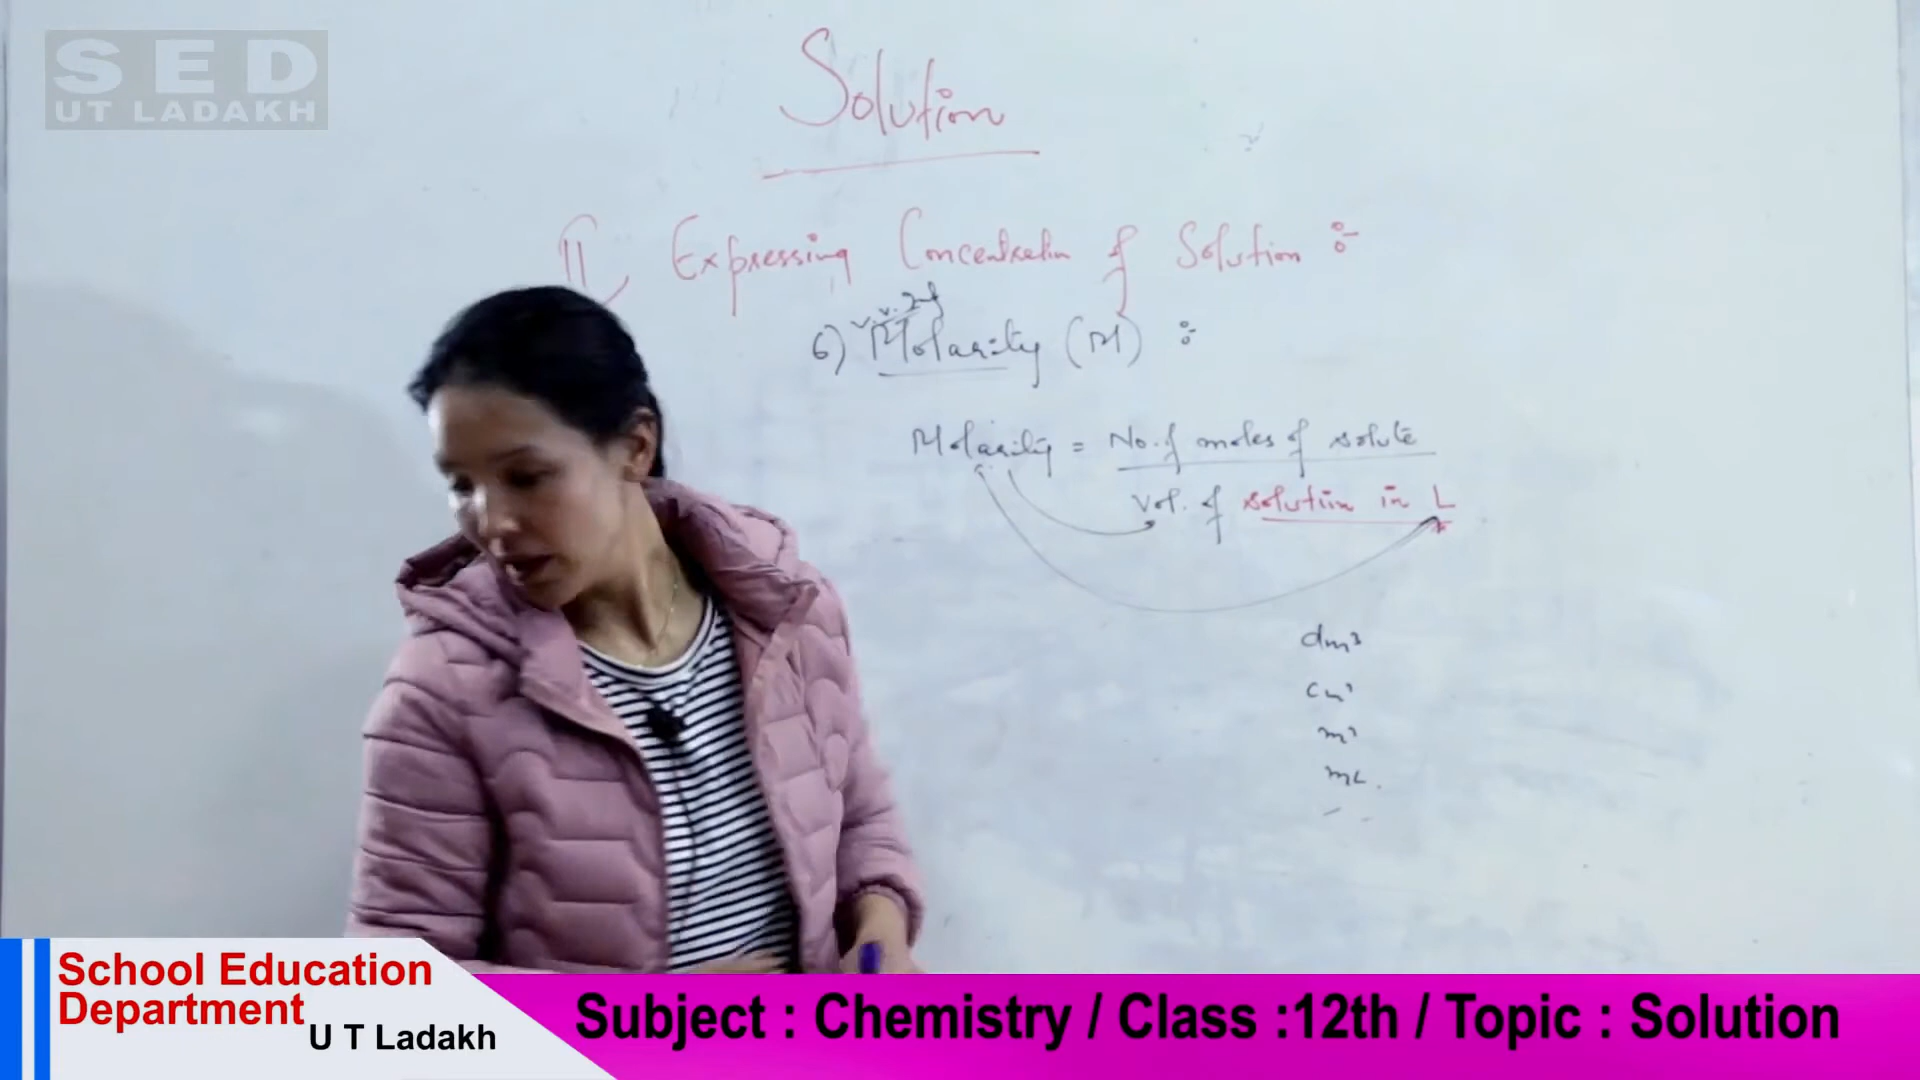 SED
UT LADAKH
Solution
II Expressing Concentration of Solution :-
v.v.Imp
6) Molarity (M) :-
Molarity = No. of moles of solute
Vol. of solution in L
dm³
cm³
m³
mL
School Education
Department
U T Ladakh
Subject : Chemistry / Class :12th / Topic : Solution